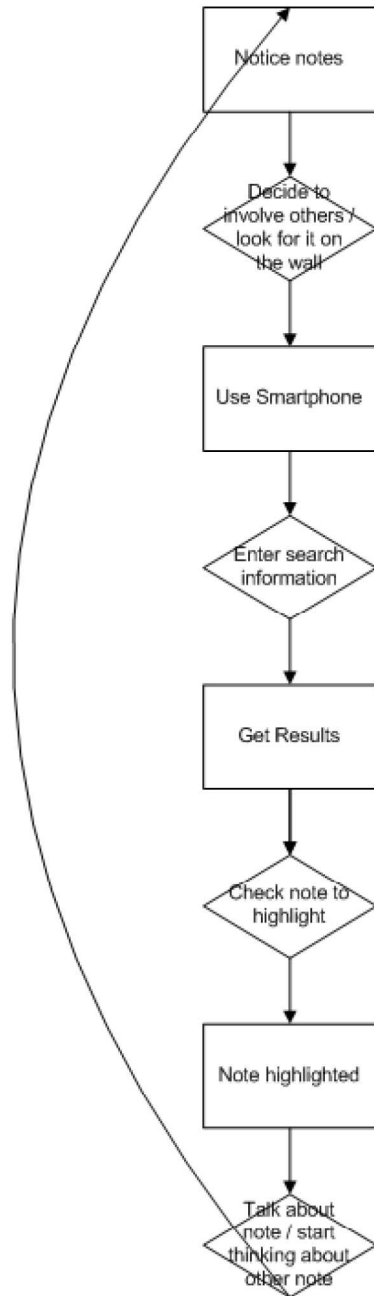 Notice notes
Decide to
involve others /
look for it on
the wall
Use Smartphone
Enter search
information
Get Results
Check note to
highlight
Note highlighted
Talk about
note / start
thinking about
other note